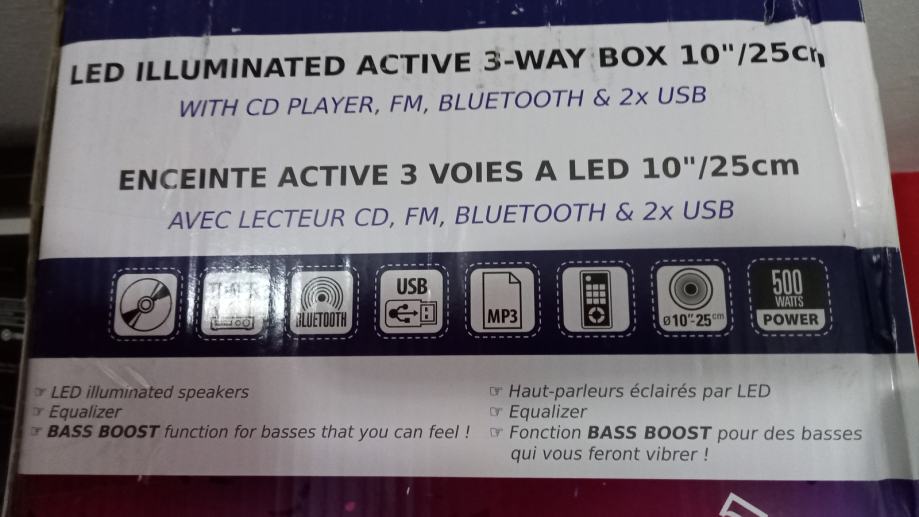 LED ILLUMINATED ACTIVE 3-WAY BOX 10"/25cm
WITH CD PLAYER, FM, BLUETOOTH & 2x USB
ENCEINTE ACTIVE 3 VOIES A LED 10"/25cm
AVEC LECTEUR CD, FM, BLUETOOTH & 2x USB
TUNER
BLUETOOTH
USB
MP3
ø10"-25cm
500
WATTS
POWER
☞ LED illuminated speakers
☞ Equalizer
☞ BASS BOOST function for basses that you can feel !
☞ Haut-parleurs éclairés par LED
☞ Equalizer
☞ Fonction BASS BOOST pour des basses
qui vous feront vibrer !